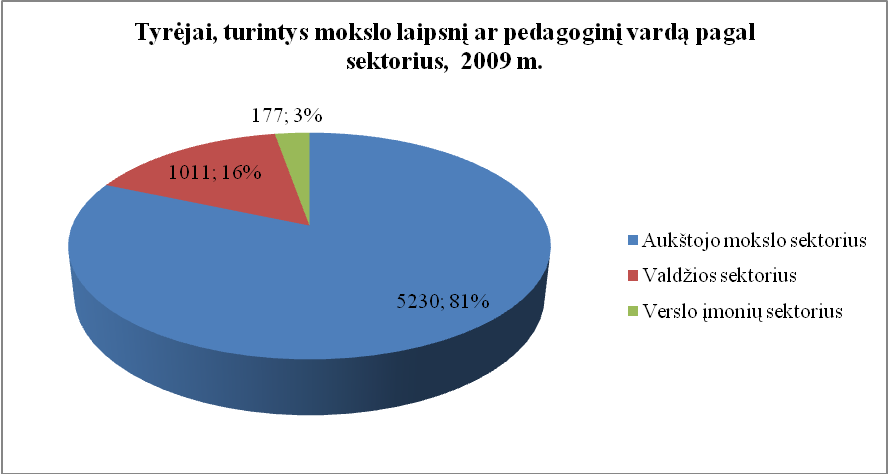 Tyrėjai, turintys mokslo laipsnį ar pedagoginį vardą pagal
sektorius,  2009 m.
177; 3%
1011; 16%
5230; 81%
Aukštojo mokslo sektorius
Valdžios sektorius
Verslo įmonių sektorius